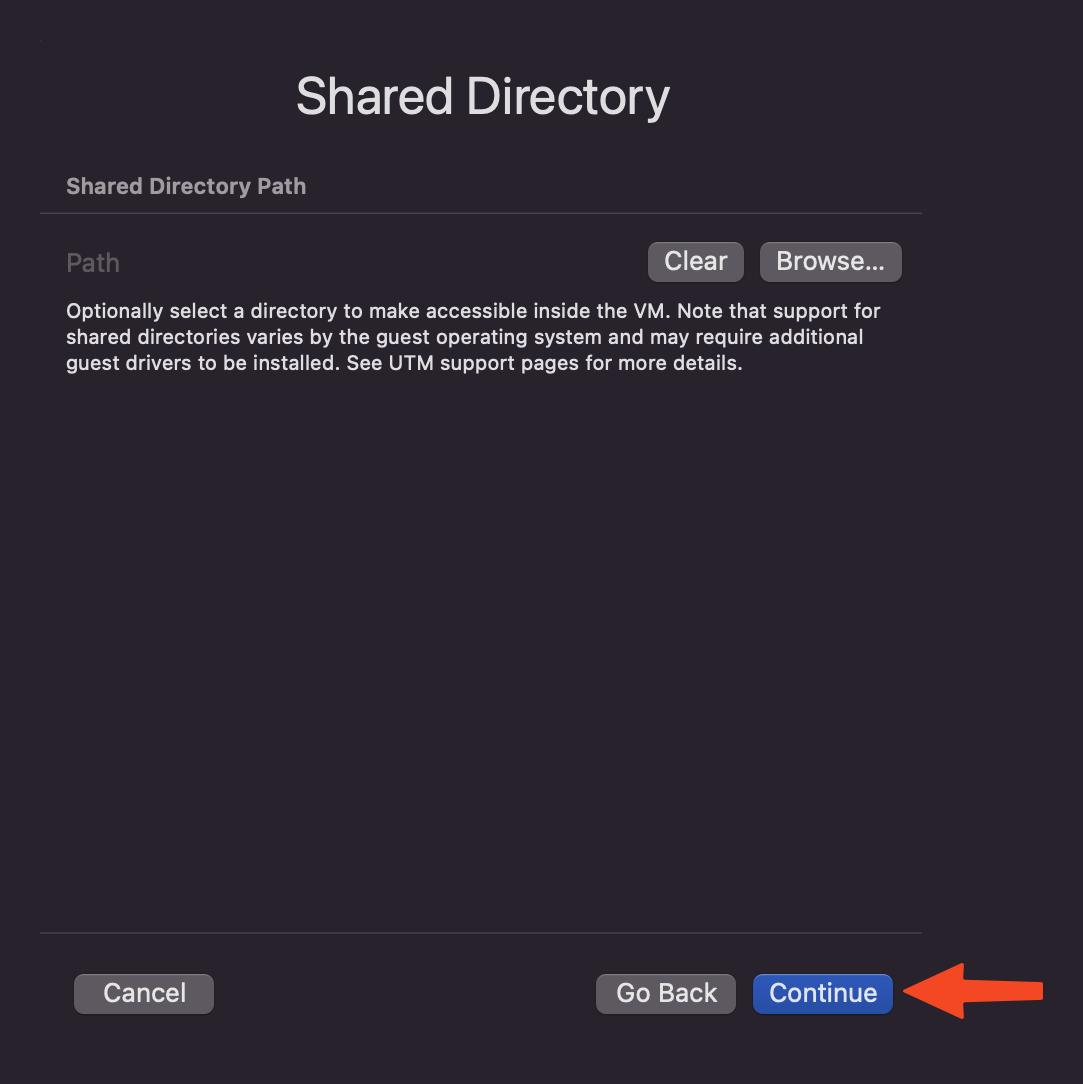 Shared Directory
Shared Directory Path
Path Clear Browse...
Optionally select a directory to make accessible inside the VM. Note that support for
shared directories varies by the guest operating system and may require additional
guest drivers to be installed. See UTM support pages for more details.
Cancel Go Back Continue